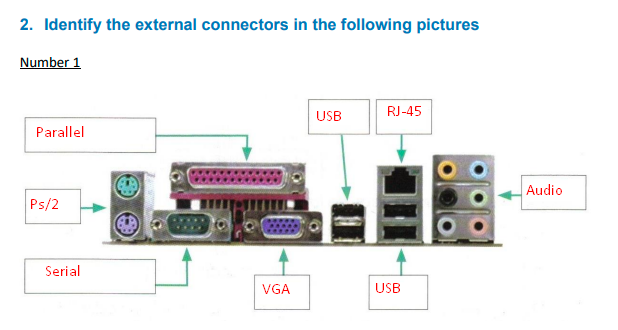 2. Identify the external connectors in the following pictures
Number 1
USB
RJ-45
Parallel
Audio
Ps/2
Serial
VGA
USB